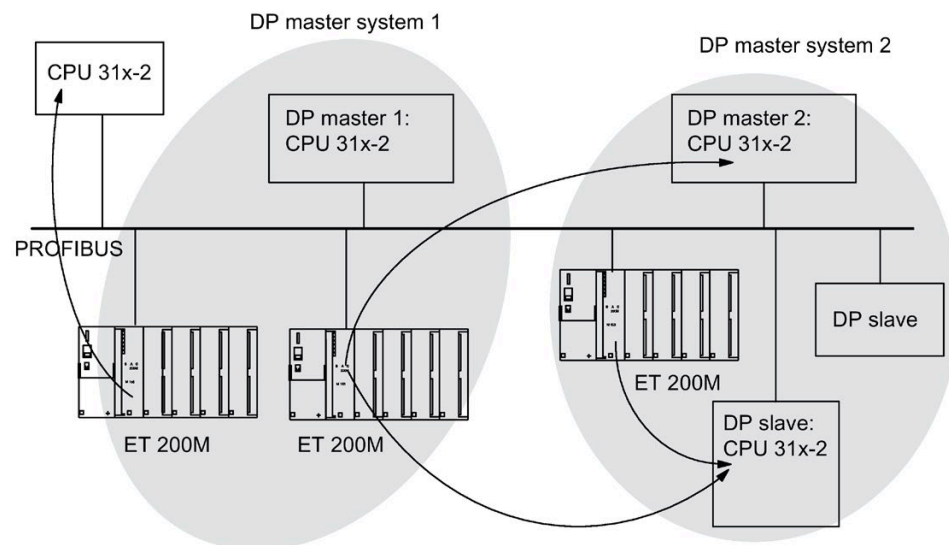 DP master system 1
DP master system 2
CPU 31x-2
DP master 1:
CPU 31x-2
DP master 2:
CPU 31x-2
PROFIBUS
DP slave
ET 200M
ET 200M
ET 200M
DP slave:
CPU 31x-2